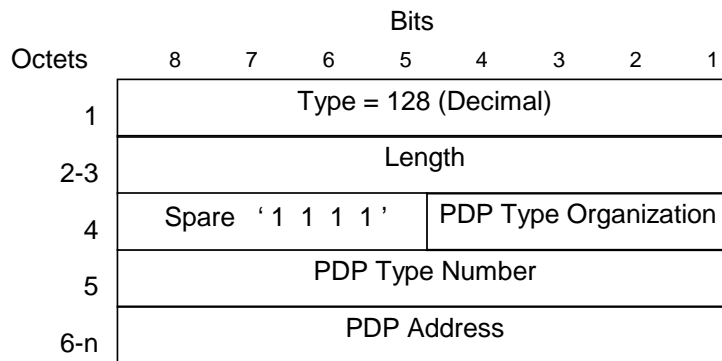 Bits
Octets 8 7 6 5 4 3 2 1
1 Type = 128 (Decimal)
2-3 Length
4 Spare ‘ 1 1 1 1 ’ PDP Type Organization
5 PDP Type Number
6-n PDP Address